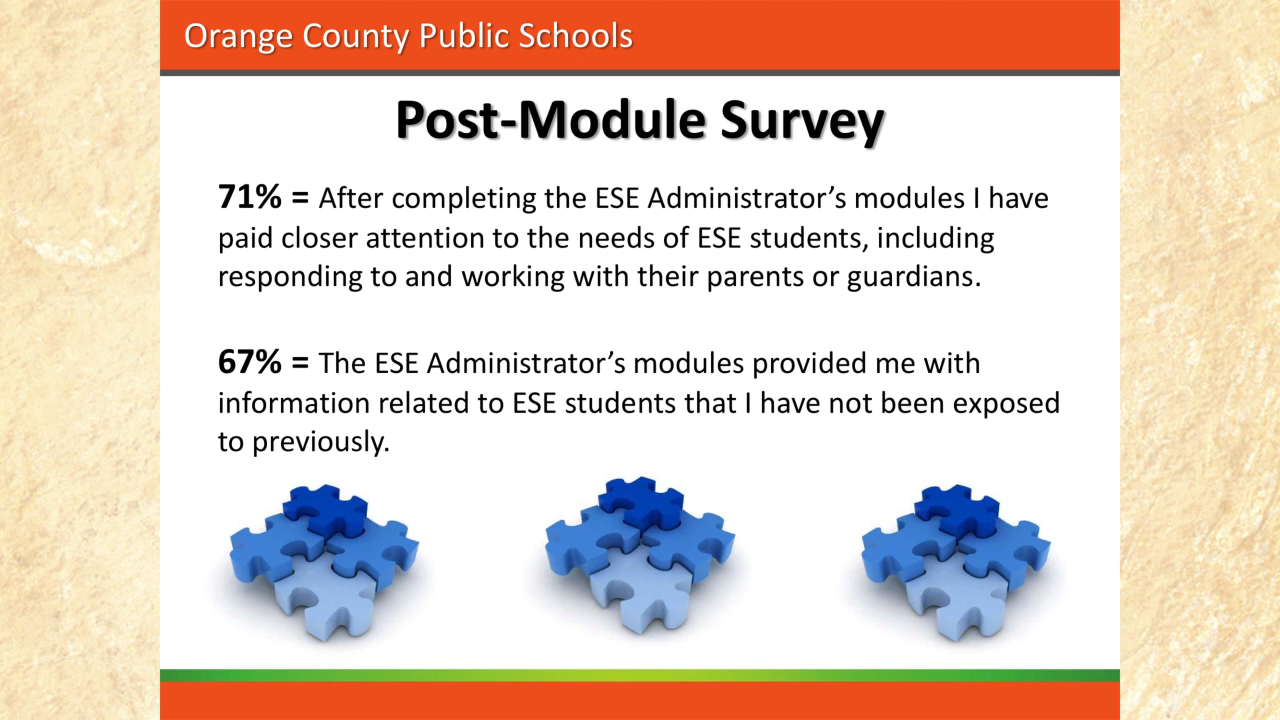 Orange County Public Schools
Post-Module Survey
71% = After completing the ESE Administrator’s modules I have
paid closer attention to the needs of ESE students, including
responding to and working with their parents or guardians.
67% = The ESE Administrator’s modules provided me with
information related to ESE students that I have not been exposed
to previously.